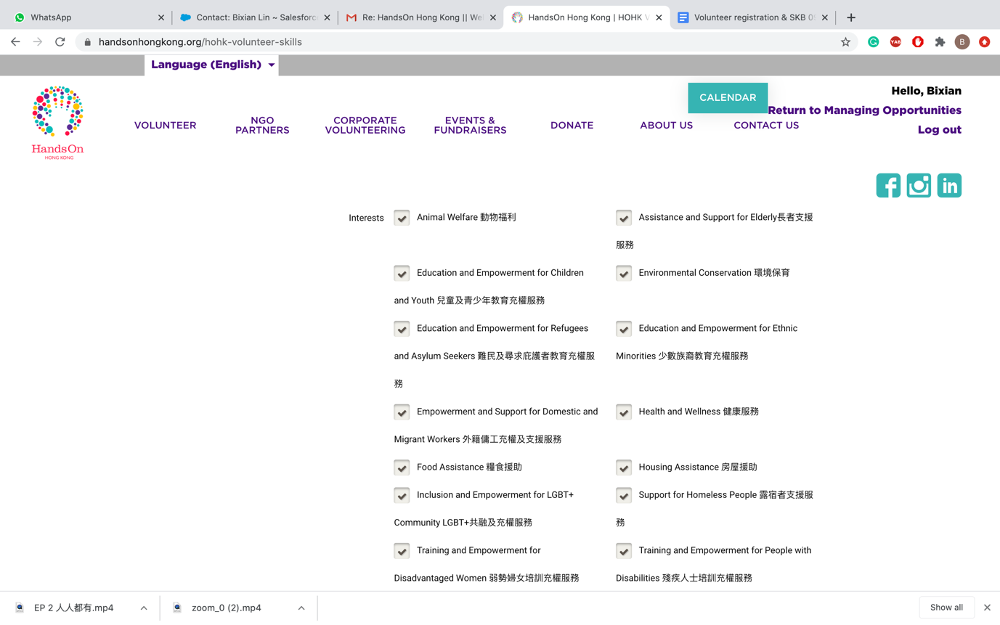 WhatsApp
Contact: Bixian Lin ~ Salesforc
Re: HandsOn Hong Kong || Wel
HandsOn Hong Kong | HOHK V
Volunteer registration & SKB 09
handsonhongkong.org/hohk-volunteer-skills
YAB
B
Language (English)
CALENDAR
Hello, Bixian
Return to Managing Opportunities
Log out
HandsOn
HONG KONG
VOLUNTEER
NGO
PARTNERS
CORPORATE
VOLUNTEERING
EVENTS &
FUNDRAISERS
DONATE
ABOUT US
CONTACT US
Interests
Animal Welfare 動物福利
Assistance and Support for Elderly長者支援
服務
Education and Empowerment for Children
and Youth 兒童及青少年教育充權服務
Environmental Conservation 環境保育
Education and Empowerment for Refugees
and Asylum Seekers 難民及尋求庇護者教育充權服
務
Education and Empowerment for Ethnic
Minorities 少數族裔教育充權服務
Empowerment and Support for Domestic and
Migrant Workers 外籍傭工充權及支援服務
Health and Wellness 健康服務
Food Assistance 糧食援助
Housing Assistance 房屋援助
Inclusion and Empowerment for LGBT+
Community LGBT+共融及充權服務
Support for Homeless People 露宿者支援服
務
Training and Empowerment for
Disadvantaged Women 弱勢婦女培訓充權服務
Training and Empowerment for People with
Disabilities 殘疾人士培訓充權服務
EP 2 人人都有.mp4
zoom_0 (2).mp4
Show all